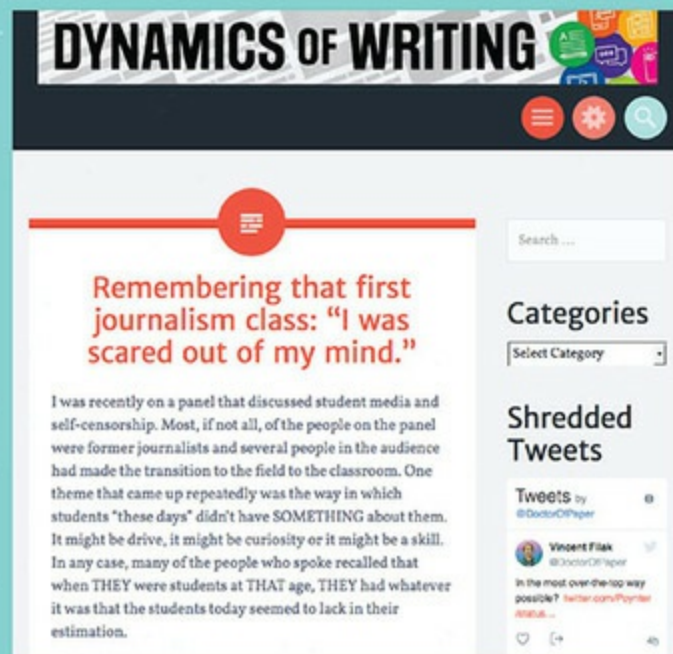 DYNAMICS OF WRITING
Remembering that first
journalism class: “I was
scared out of my mind.”
I was recently on a panel that discussed student media and
self-censorship. Most, if not all, of the people on the panel
were former journalists and several people in the audience
had made the transition to the field to the classroom. One
theme that came up repeatedly was the way in which
students "these days" didn't have SOMETHING about them.
It might be drive, it might be curiosity or it might be a skill.
In any case, many of the people who spoke recalled that
when THEY were students at THAT age, THEY had whatever
it was that the students today seemed to lack in their
estimation.
Search ...
Categories
Select Category
Shredded
Tweets
Tweets by
@DoctorOfPaper
Vincent Filak
@DoctorOfPaper
In the most over-the-top way
possible? twitter.com/Poynter
/status...